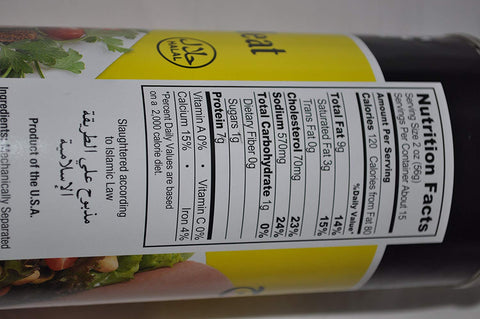 eat
حلال
HALAL
Nutrition Facts
Serving Size 2 oz (56g)
Servings Per Container About 15
Amount Per Serving
Calories 120 Calories from Fat 80
% Daily Value*
Total Fat 9g 14%
Saturated Fat 3g 15%
Trans Fat 0g
Cholesterol 70mg 23%
Sodium 570mg 24%
Total Carbohydrate 1g 0%
Dietary Fiber 0g
Sugars 1g
Protein 7g
Vitamin A 0% • Vitamin C 0%
Calcium 15% • Iron 4%
*Percent Daily Values are based
on a 2,000 calorie diet.
Slaughtered according
to Islamic Law
مذبوح علي الطريقة
الإسلامية
Product of the U.S.A.
Ingredients: Mechanically Separated